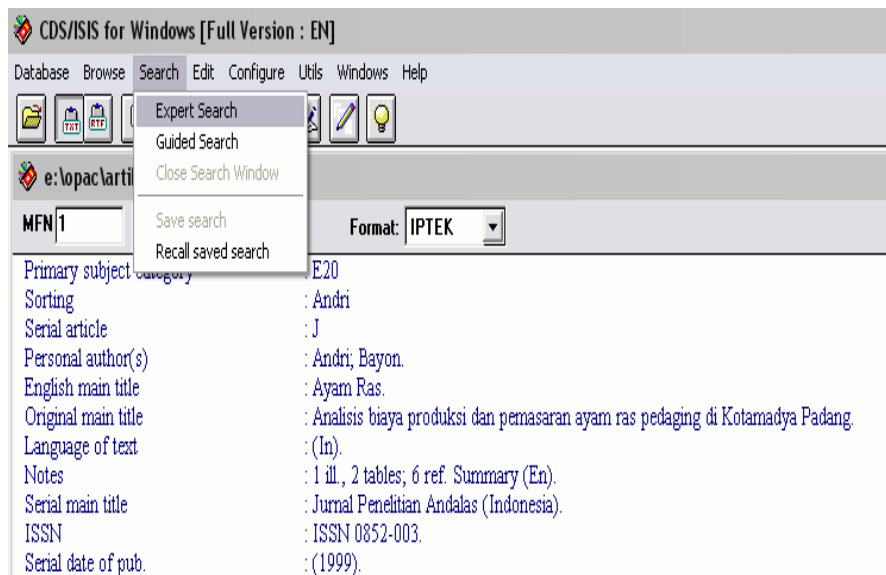 CDS/ISIS for Windows [Full Version : EN]
Database Browse Search Edit Configure Utils Windows Help
TXT RTF
Expert Search
Guided Search
Close Search Window
Save search
Recall saved search
e:\opac\arti
MFN 1 Format: IPTEK
Primary subject category : E20
Sorting : Andri
Serial article : J
Personal author(s) : Andri; Bayon.
English main title : Ayam Ras.
Original main title : Analisis biaya produksi dan pemasaran ayam ras pedaging di Kotamadya Padang.
Language of text : (In).
Notes : 1 ill., 2 tables; 6 ref. Summary (En).
Serial main title : Jurnal Penelitian Andalas (Indonesia).
ISSN : ISSN 0852-003.
Serial date of pub. : (1999).